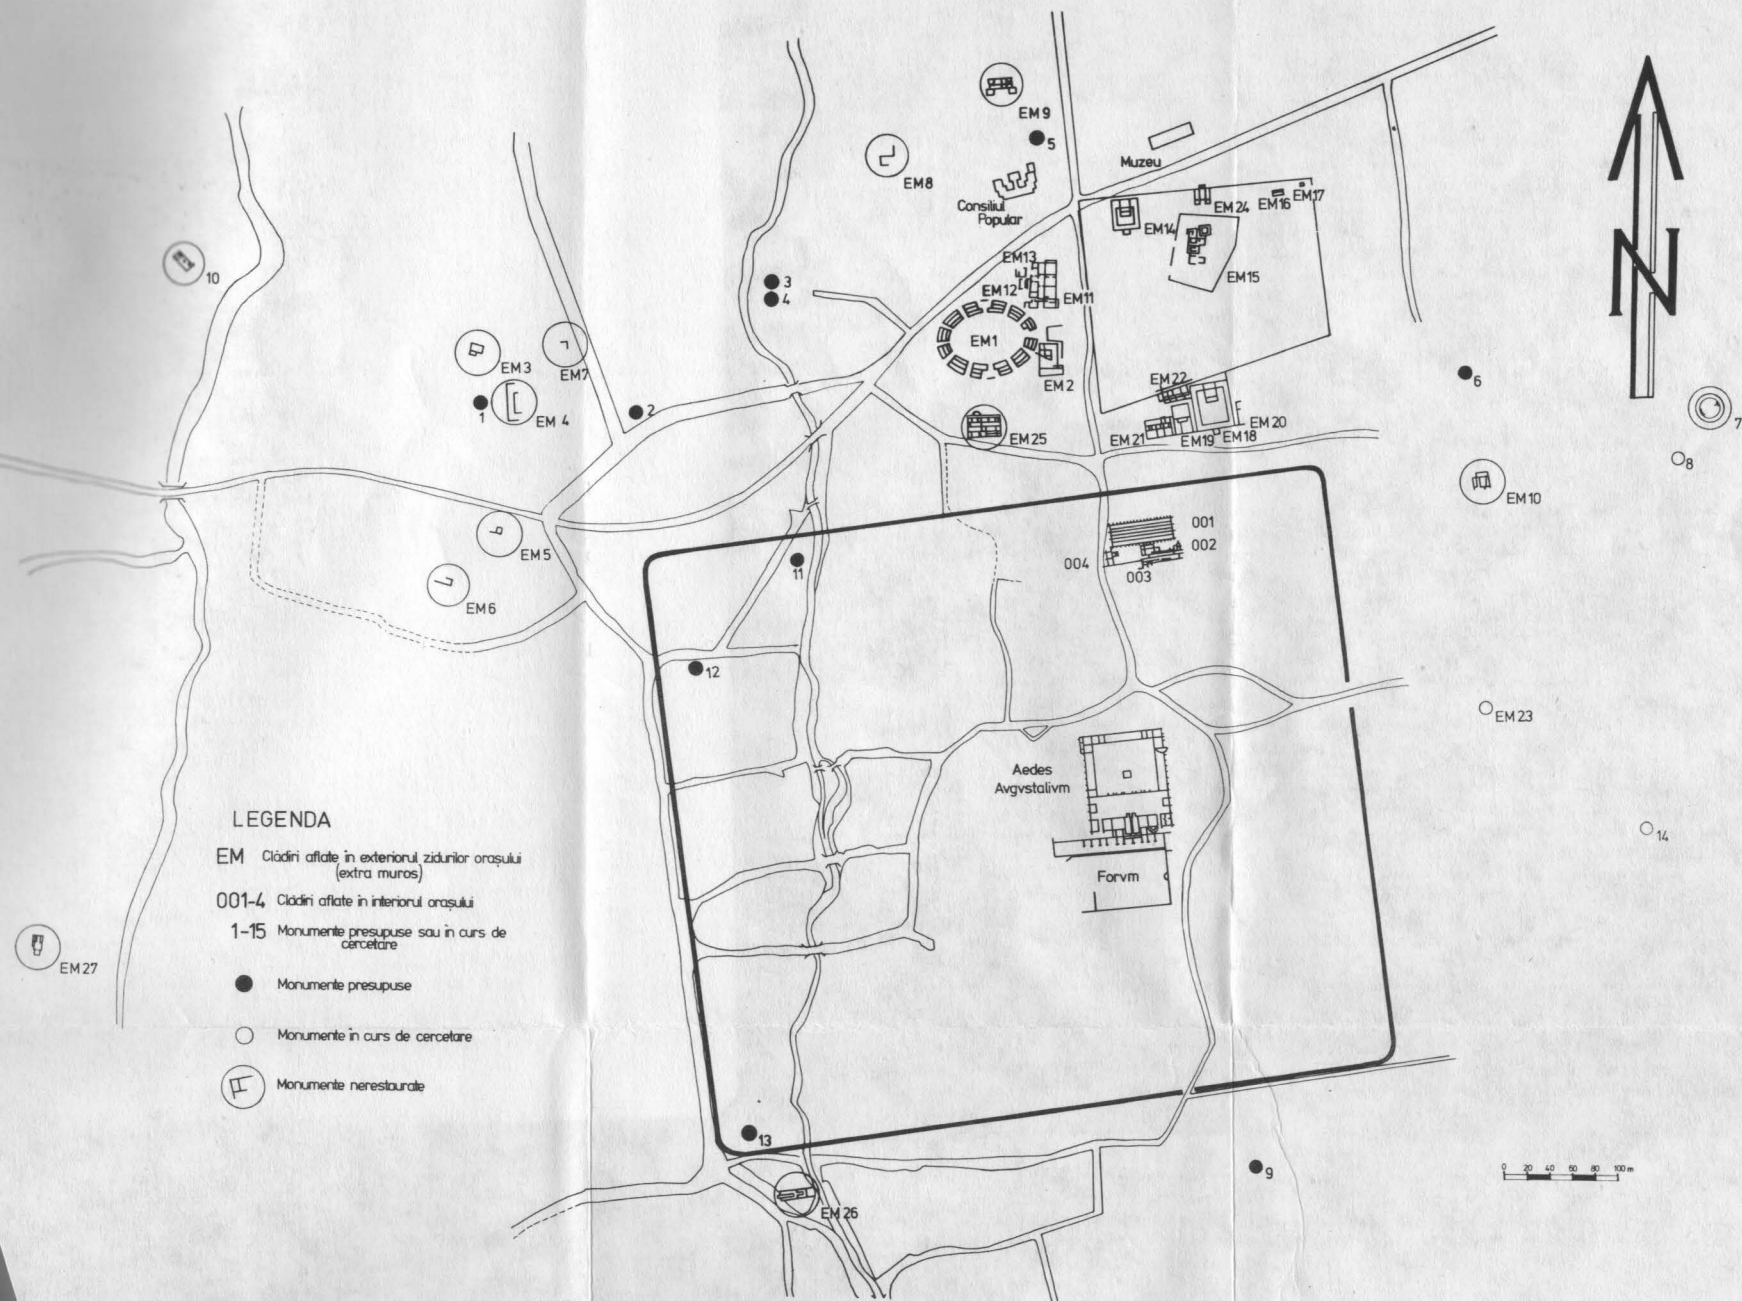 EM9
5
Muzeu
EM8
Consiliul
Popular
EM17
EM16
EM24
EM14
EM15
N
10
3
4
EM13
EM12
EM11
EM1
EM2
EM3
EM7
1
EM 4
2
6
7
EM22
EM20
EM25
EM21
EM19
EM18
8
EM10
001
002
004
003
EM5
EM6
11
12
EM23
Aedes
Avgvstalivm
14
Forvm
LEGENDA
EM Clădiri aflate în exteriorul zidurilor orașului
(extra muros)
001-4 Clădiri aflate în interiorul orașului
1-15 Monumente presupuse sau în curs de
cercetare
Monumente presupuse
Monumente în curs de cercetare
Monumente nerestaurate
EM27
13
9
EM26
0 20 40 60 80 100 m